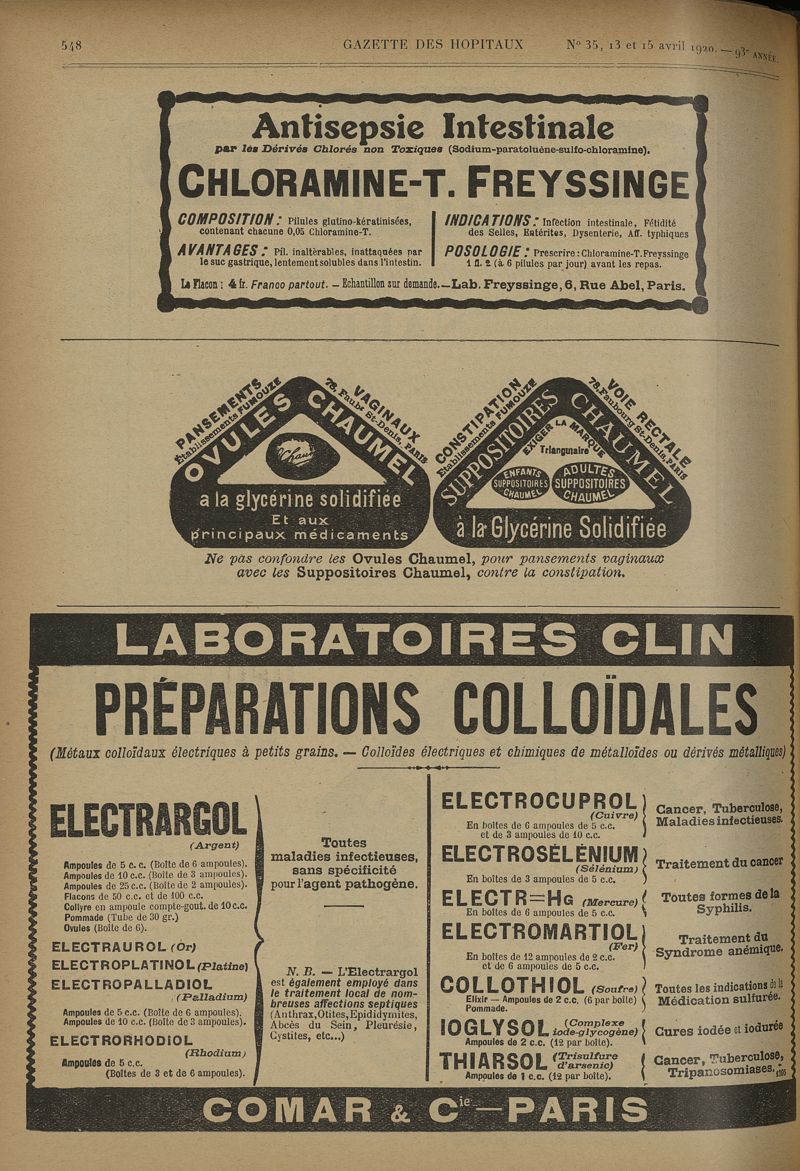 548 GAZETTE DES HOPITAUX N° 35, 13 et 15 avril 1920. — 93e ANNÉE.
Antisepsie Intestinale
par les Dérivés Chlorés non Toxiques (Sodium-paratoluène-sulfo-chloramine).
CHLORAMINE-T. FREYSSINGE
COMPOSITION : Pilules glutino-kératinisées,
contenant chacune 0,05 Chloramine-T.
AVANTAGES : Pil. inaltérables, inattaquées par
le suc gastrique, lentement solubles dans l'intestin.
INDICATIONS : Infection intestinale, Fétidité
des Selles, Entérites, Dysenterie, Aff. typhiques
POSOLOGIE : Prescrire : Chloramine-T. Freyssinge
1 fl. 2 (à 6 pilules par jour) avant les repas.
Le Flacon : 4 fr. Franco partout. — Echantillon sur demande. — Lab. Freyssinge, 6, Rue Abel, Paris.
PANSEMENTS VAGINAUX
Établissements FUMOUZE 78, Faubg St-Denis, PARIS
OVULES CHAUMEL
à la glycérine solidifiée
Et aux
principaux médicaments
CONSTIPATION VOIE RECTALE
Établissements FUMOUZE 78, Faubourg St-Denis, PARIS
SUPPOSITOIRES CHAUMEL
EXIGER LA MARQUE
Triangulaire
ENFANTS
SUPPOSITOIRES
CHAUMEL
ADULTES
SUPPOSITOIRES
CHAUMEL
à la Glycérine Solidifiée
Ne pas confondre les Ovules Chaumel, pour pansements vaginaux
avec les Suppositoires Chaumel, contre la constipation.
LABORATOIRES CLIN
PRÉPARATIONS COLLOÏDALES
(Métaux colloïdaux électriques à petits grains. — Colloïdes électriques et chimiques de métalloïdes ou dérivés métalliques)
ELECTRARGOL
(Argent)
Ampoules de 5 c. c. (Boîte de 6 ampoules).
Ampoules de 10 c.c. (Boîte de 3 ampoules).
Ampoules de 25 c.c. (Boîte de 2 ampoules).
Flacons de 50 c.c. et de 100 c.c.
Collyre en ampoule compte-gout. de 10 c.c.
Pommade (Tube de 30 gr.)
Ovules (Boîte de 6).
ELECTRAUROL (Or)
ELECTROPLATINOL (Platine)
ELECTROPALLADIOL
(Palladium)
Ampoules de 5 c.c. (Boîte de 6 ampoules).
Ampoules de 10 c.c. (Boîte de 3 ampoules).
ELECTRORHODIOL
(Rhodium)
Ampoules de 5 c.c.
(Boîtes de 3 et de 6 ampoules).
Toutes
maladies infectieuses,
sans spécificité
pour l'agent pathogène.
N. B. — L'Electrargol
est également employé dans
le traitement local de nom-
breuses affections septiques
(Anthrax, Otites, Epididymites,
Abcès du Sein, Pleurésie,
Cystites, etc...)
ELECTROCUPROL
(Cuivre)
En boîtes de 6 ampoules de 5 c.c.
et de 3 ampoules de 10 c.c.
Cancer, Tuberculose,
Maladies infectieuses.
ELECTROSÉLÉNIUM
(Sélénium)
En boîtes de 3 ampoules de 5 c.c.
Traitement du cancer
ELECTR=HG (Mercure)
En boîtes de 6 ampoules de 5 c.c.
Toutes formes de la
Syphilis.
ELECTROMARTIOL
(Fer)
En boîtes de 12 ampoules de 2 c.c.
et de 6 ampoules de 5 c.c.
Traitement du
Syndrome anémique.
COLLOTHIOL (Soufre)
Elixir — Ampoules de 2 c.c. (6 par boîte)
Pommade.
Toutes les indications de la
Médication sulfurée.
IOGLYSOL (Complexe
iode-glycogène)
Ampoules de 2 c.c. (12 par boîte).
Cures iodée et iodurée
THIARSOL (Trisulfure
d'arsenic)
Ampoules de 1 c.c. (12 par boîte).
Cancer, Tuberculose,
Tripanosomiases.
COMAR & Cie — PARIS